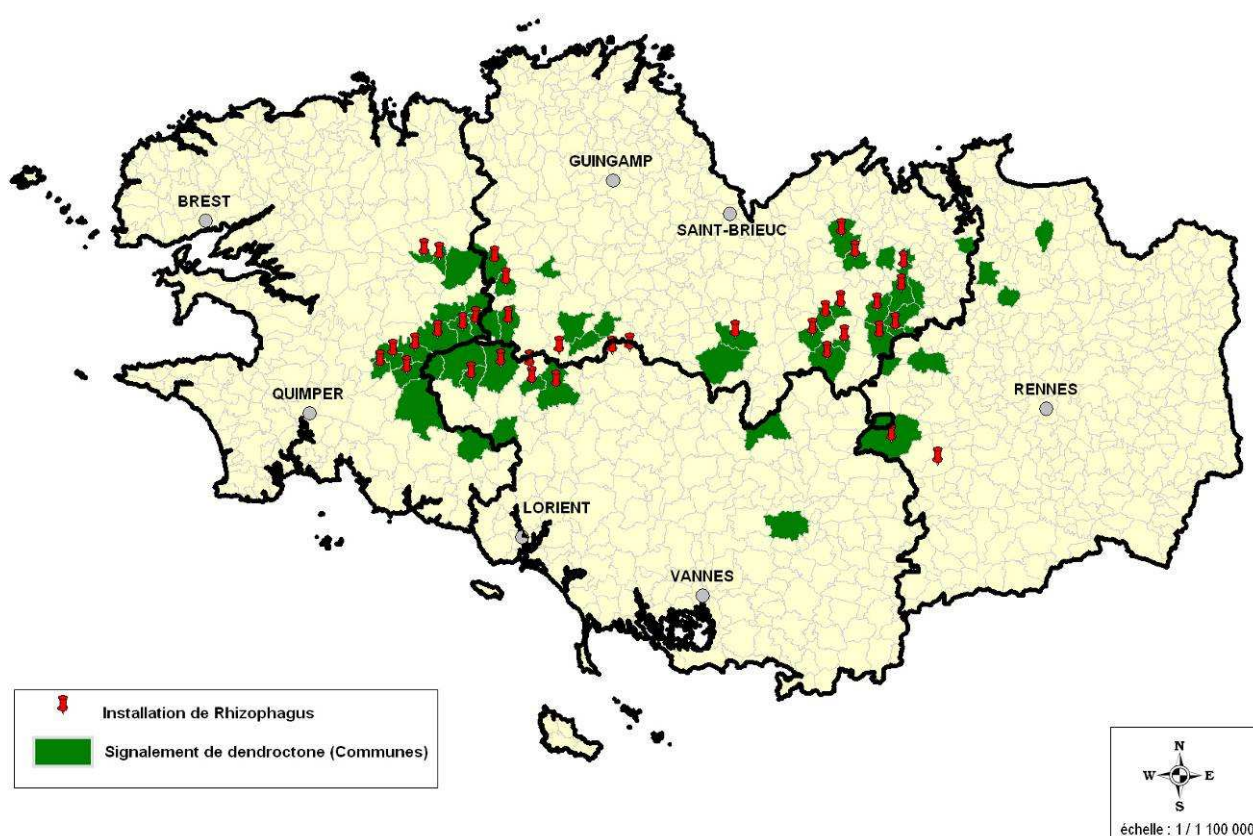 GUINGAMP
BREST
SAINT-BRIEUC
QUIMPER
RENNES
LORIENT
VANNES
Installation de Rhizophagus
Signalement de dendroctone (Communes)
N
W E
S
échelle : 1 / 1 100 000